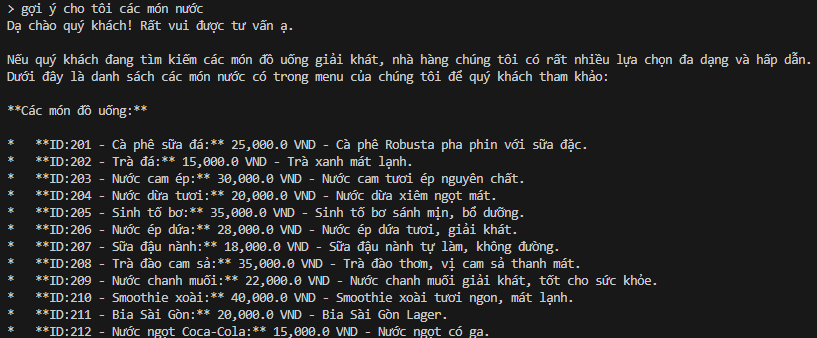 > gợi ý cho tôi các món nước
Dạ chào quý khách! Rất vui được tư vấn ạ.
Nếu quý khách đang tìm kiếm các món đồ uống giải khát, nhà hàng chúng tôi có rất nhiều lựa chọn đa dạng và hấp dẫn.
Dưới đây là danh sách các món nước có trong menu của chúng tôi để quý khách tham khảo:
**Các món đồ uống:**
*   **ID:201 - Cà phê sữa đá:** 25,000.0 VND - Cà phê Robusta pha phin với sữa đặc.
*   **ID:202 - Trà đá:** 15,000.0 VND - Trà xanh mát lạnh.
*   **ID:203 - Nước cam ép:** 30,000.0 VND - Nước cam tươi ép nguyên chất.
*   **ID:204 - Nước dừa tươi:** 20,000.0 VND - Nước dừa xiêm ngọt mát.
*   **ID:205 - Sinh tố bơ:** 35,000.0 VND - Sinh tố bơ sánh mịn, bổ dưỡng.
*   **ID:206 - Nước ép dứa:** 28,000.0 VND - Nước ép dứa tươi, giải khát.
*   **ID:207 - Sữa đậu nành:** 18,000.0 VND - Sữa đậu nành tự làm, không đường.
*   **ID:208 - Trà đào cam sả:** 35,000.0 VND - Trà đào thơm, vị cam sả thanh mát.
*   **ID:209 - Nước chanh muối:** 22,000.0 VND - Nước chanh muối giải khát, tốt cho sức khỏe.
*   **ID:210 - Smoothie xoài:** 40,000.0 VND - Smoothie xoài tươi ngon, mát lạnh.
*   **ID:211 - Bia Sài Gòn:** 20,000.0 VND - Bia Sài Gòn Lager.
*   **ID:212 - Nước ngọt Coca-Cola:** 15,000.0 VND - Nước ngọt có ga.